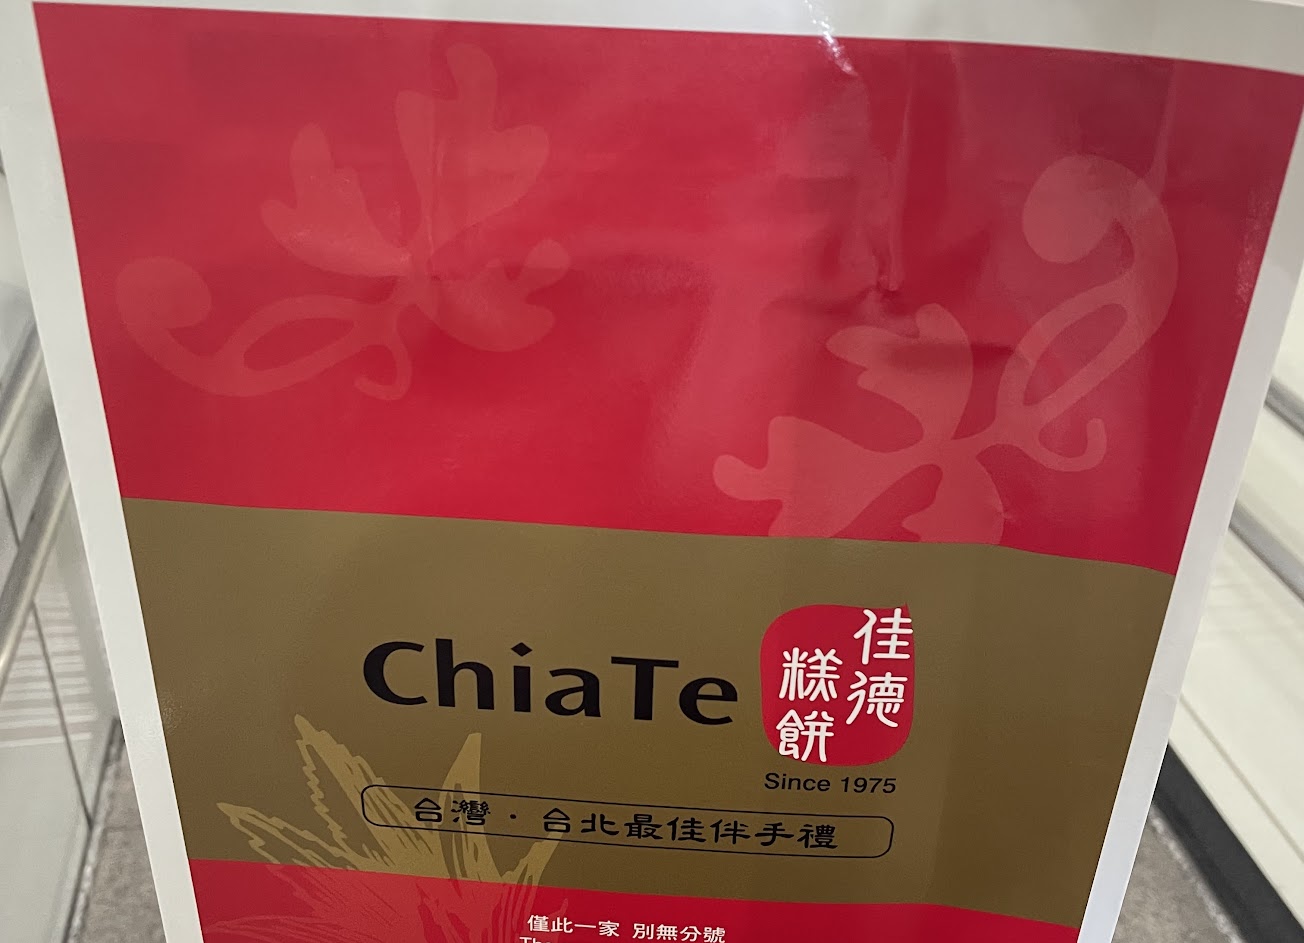 ChiaTe
佳德
糕餅
Since 1975
台灣・台北最佳伴手禮
僅此一家 別無分號